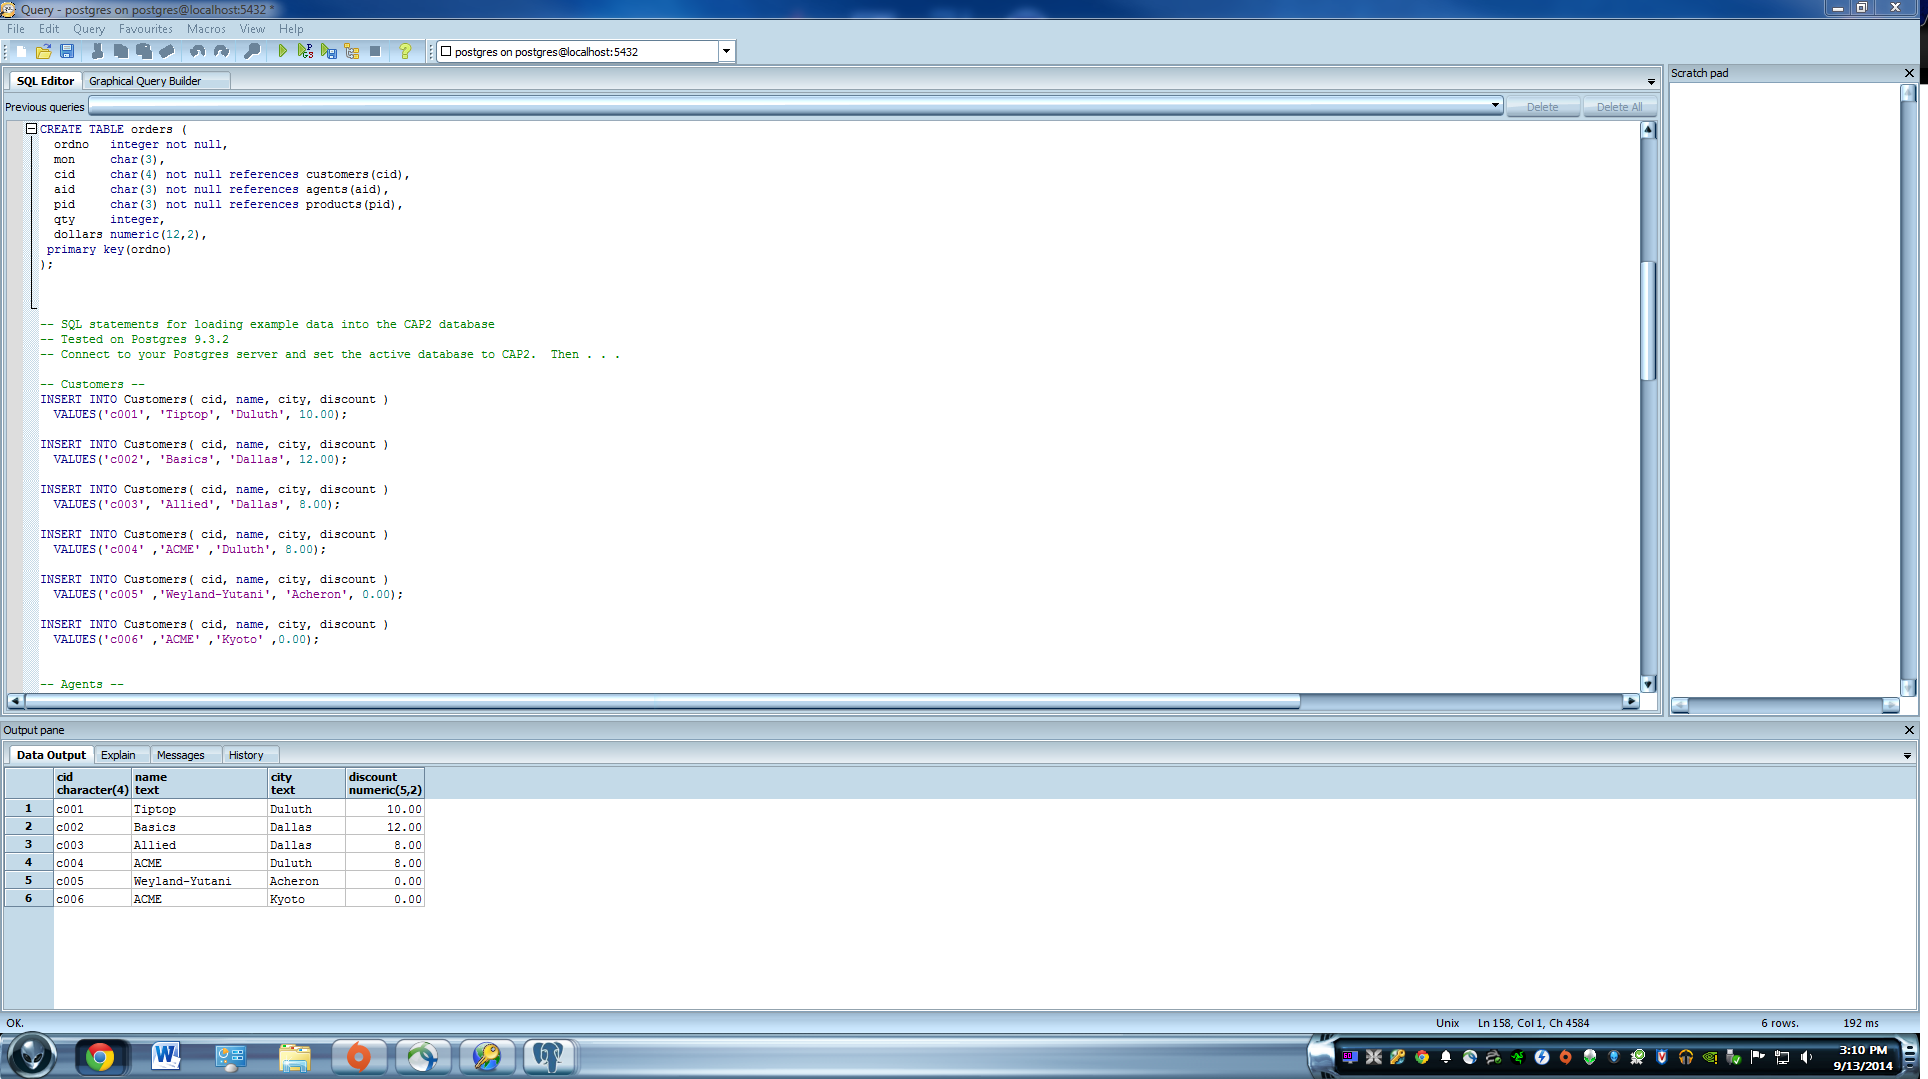 Query - postgres on postgres@localhost:5432 *
File Edit Query Favourites Macros View Help
postgres on postgres@localhost:5432
SQL Editor Graphical Query Builder
Previous queries Delete Delete All
Scratch pad
CREATE TABLE orders (
  ordno   integer not null,
  mon     char(3),
  cid     char(4) not null references customers(cid),
  aid     char(3) not null references agents(aid),
  pid     char(3) not null references products(pid),
  qty     integer,
  dollars numeric(12,2),
 primary key(ordno)
);
-- SQL statements for loading example data into the CAP2 database
-- Tested on Postgres 9.3.2
-- Connect to your Postgres server and set the active database to CAP2.  Then . . .
-- Customers --
INSERT INTO Customers( cid, name, city, discount )
  VALUES('c001', 'Tiptop', 'Duluth', 10.00);
INSERT INTO Customers( cid, name, city, discount )
  VALUES('c002', 'Basics', 'Dallas', 12.00);
INSERT INTO Customers( cid, name, city, discount )
  VALUES('c003', 'Allied', 'Dallas', 8.00);
INSERT INTO Customers( cid, name, city, discount )
  VALUES('c004' ,'ACME' ,'Duluth', 8.00);
INSERT INTO Customers( cid, name, city, discount )
  VALUES('c005' ,'Weyland-Yutani', 'Acheron', 0.00);
INSERT INTO Customers( cid, name, city, discount )
  VALUES('c006' ,'ACME' ,'Kyoto' ,0.00);
-- Agents --
Output pane
Data Output Explain Messages History
cid name city discount
character(4) text text numeric(5,2)
1 c001 Tiptop Duluth 10.00
2 c002 Basics Dallas 12.00
3 c003 Allied Dallas 8.00
4 c004 ACME Duluth 8.00
5 c005 Weyland-Yutani Acheron 0.00
6 c006 ACME Kyoto 0.00
OK. Unix Ln 158, Col 1, Ch 4584 6 rows. 192 ms
3:10 PM
9/13/2014